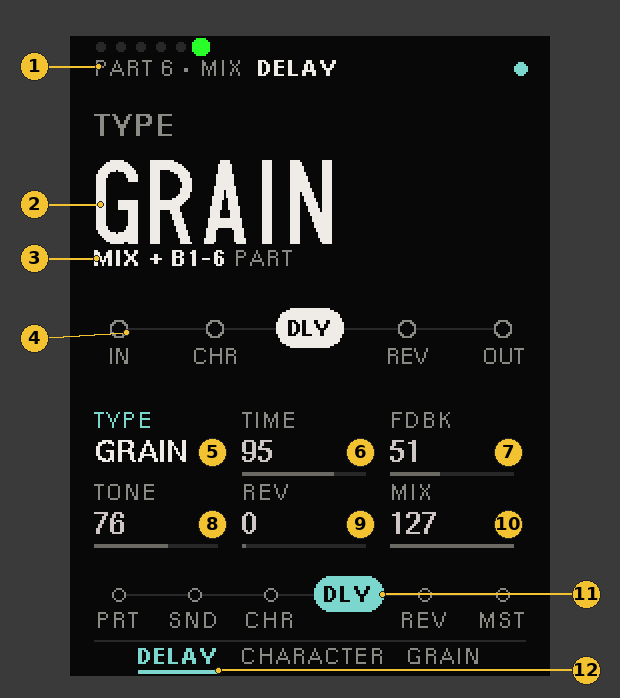 1 PART 6 · MIX DELAY
TYPE
2 GRAIN
3 MIX + B1-6 PART
4 DLY
IN CHR REV OUT
TYPE TIME FDBK
GRAIN 5 95 6 51 7
TONE REV MIX
76 8 0 9 127 10
DLY 11
PRT SND CHR REV MST
DELAY CHARACTER GRAIN
12